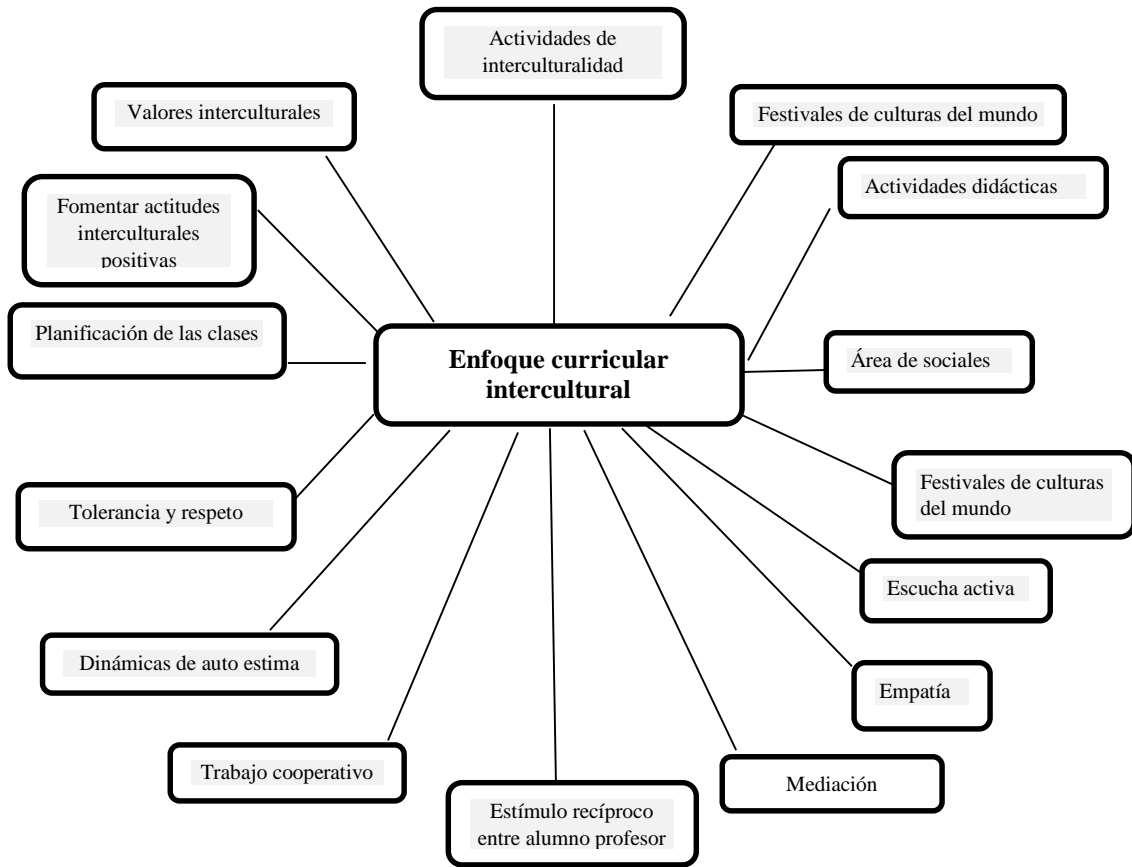 Actividades de
interculturalidad
Valores interculturales
Festivales de culturas del mundo
Actividades didácticas
Fomentar actitudes
interculturales
positivas
Planificación de las clases
Enfoque curricular
intercultural
Área de sociales
Festivales de culturas
del mundo
Tolerancia y respeto
Escucha activa
Dinámicas de auto estima
Empatía
Trabajo cooperativo
Mediación
Estímulo recíproco
entre alumno profesor